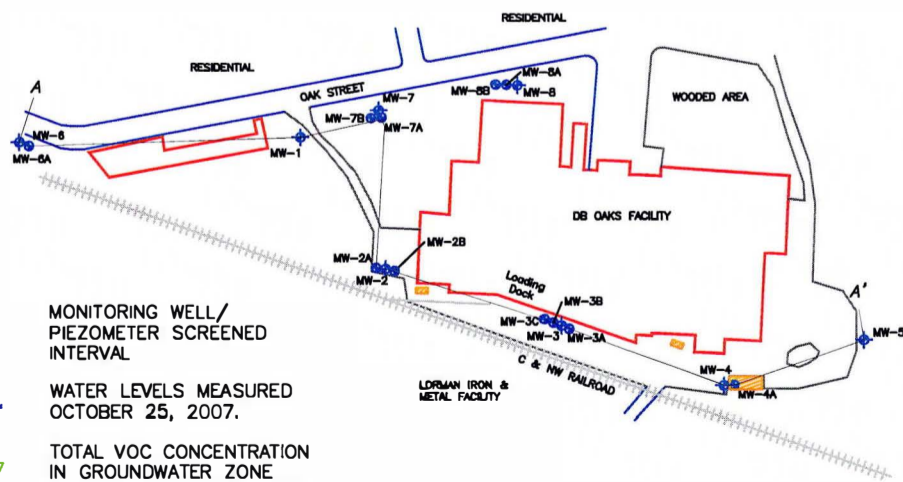 RESIDENTIAL
RESIDENTIAL
A
OAK STREET
MW-8A
MW-8B
MW-8
WOODED AREA
MW-7
MW-7B
MW-7A
MW-6
MW-6A
MW-1
DB OAKS FACILITY
MW-2A
MW-2B
MW-2
Loading
Dock
MW-3B
MW-3C
MW-3
MW-3A
A'
MW-5
MW-4
MW-4A
C & NW RAILROAD
LORMAN IRON &
METAL FACILITY
MONITORING WELL/
PIEZOMETER SCREENED
INTERVAL
WATER LEVELS MEASURED
OCTOBER 25, 2007.
TOTAL VOC CONCENTRATION
IN GROUNDWATER ZONE